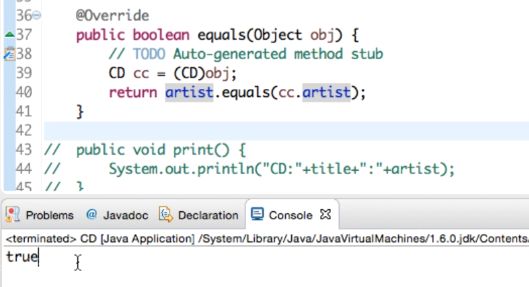 36 @Override
37 public boolean equals(Object obj) {
38 // TODO Auto-generated method stub
39 CD cc = (CD)obj;
40 return artist.equals(cc.artist);
41 }
42
43 // public void print() {
44 // System.out.println("CD:"+title+":"+artist);
45 // }
Problems @ Javadoc Declaration Console
<terminated> CD [Java Application] /System/Library/Java/JavaVirtualMachines/1.6.0.jdk/Contents/
true